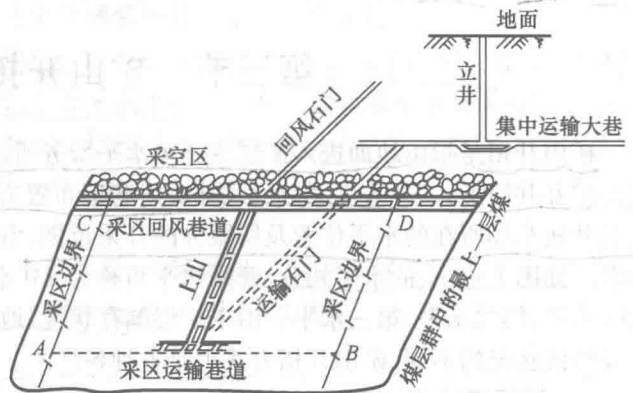 地面
立井
集中运输大巷
回风石门
采空区
C
采区回风巷道
D
采区边界
上山
运输石门
采区边界
煤层群中的最上一层煤
A
B
采区运输巷道